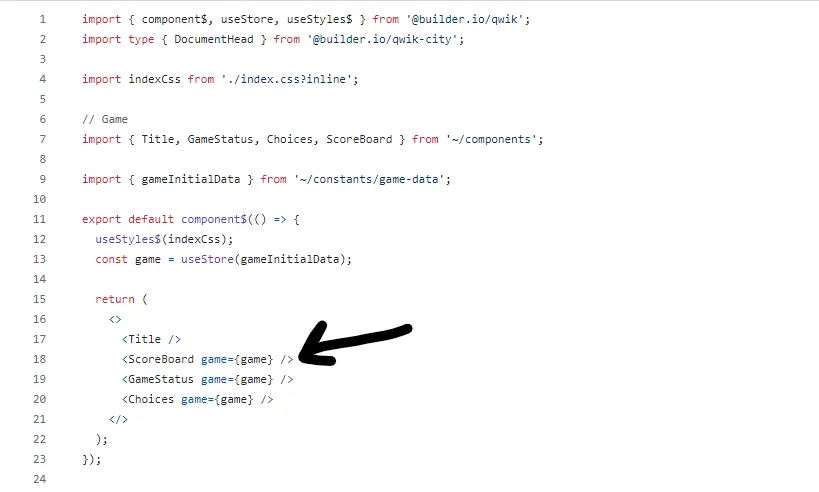 1 import { component$, useStore, useStyles$ } from '@builder.io/qwik';
2 import type { DocumentHead } from '@builder.io/qwik-city';
3
4 import indexCss from './index.css?inline';
5
6 // Game
7 import { Title, GameStatus, Choices, ScoreBoard } from '~/components';
8
9 import { gameInitialData } from '~/constants/game-data';
10
11 export default component$(() => {
12   useStyles$(indexCss);
13   const game = useStore(gameInitialData);
14
15   return (
16     <>
17       <Title />
18       <ScoreBoard game={game} />
19       <GameStatus game={game} />
20       <Choices game={game} />
21     </>
22   );
23 });
24